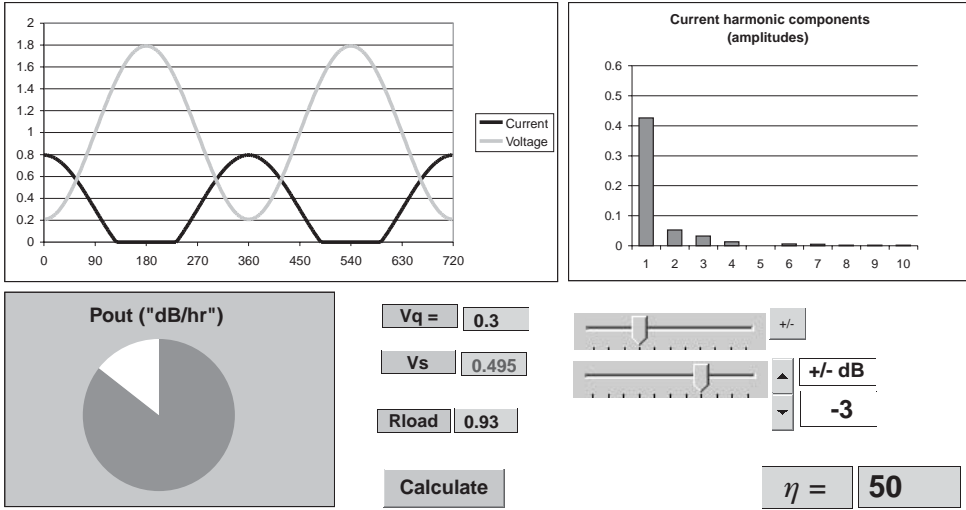 2
1.8
1.6
1.4
1.2
1
0.8
0.6
0.4
0.2
0
0 90 180 270 360 450 540 630 720
Current
Voltage
Current harmonic components
(amplitudes)
0.6
0.5
0.4
0.3
0.2
0.1
0
1 2 3 4 5 6 7 8 9 10
Pout ("dB/hr")
Vq = 0.3
Vs 0.495
Rload 0.93
Calculate
+/-
+/- dB
-3
η = 50